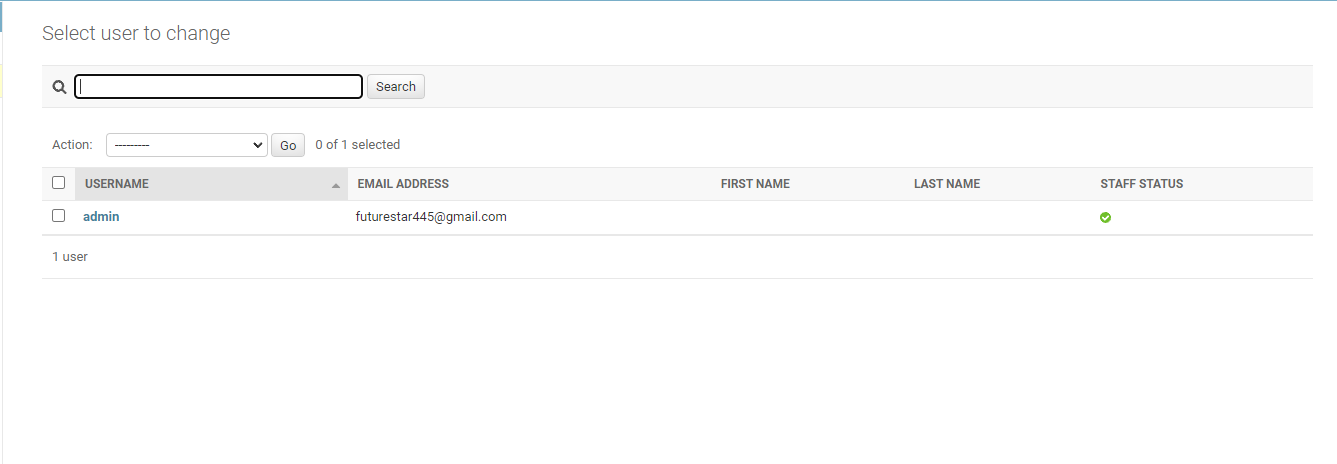 Select user to change
Search
Action: --------- Go 0 of 1 selected
USERNAME EMAIL ADDRESS FIRST NAME LAST NAME STAFF STATUS
admin futurestar445@gmail.com
1 user